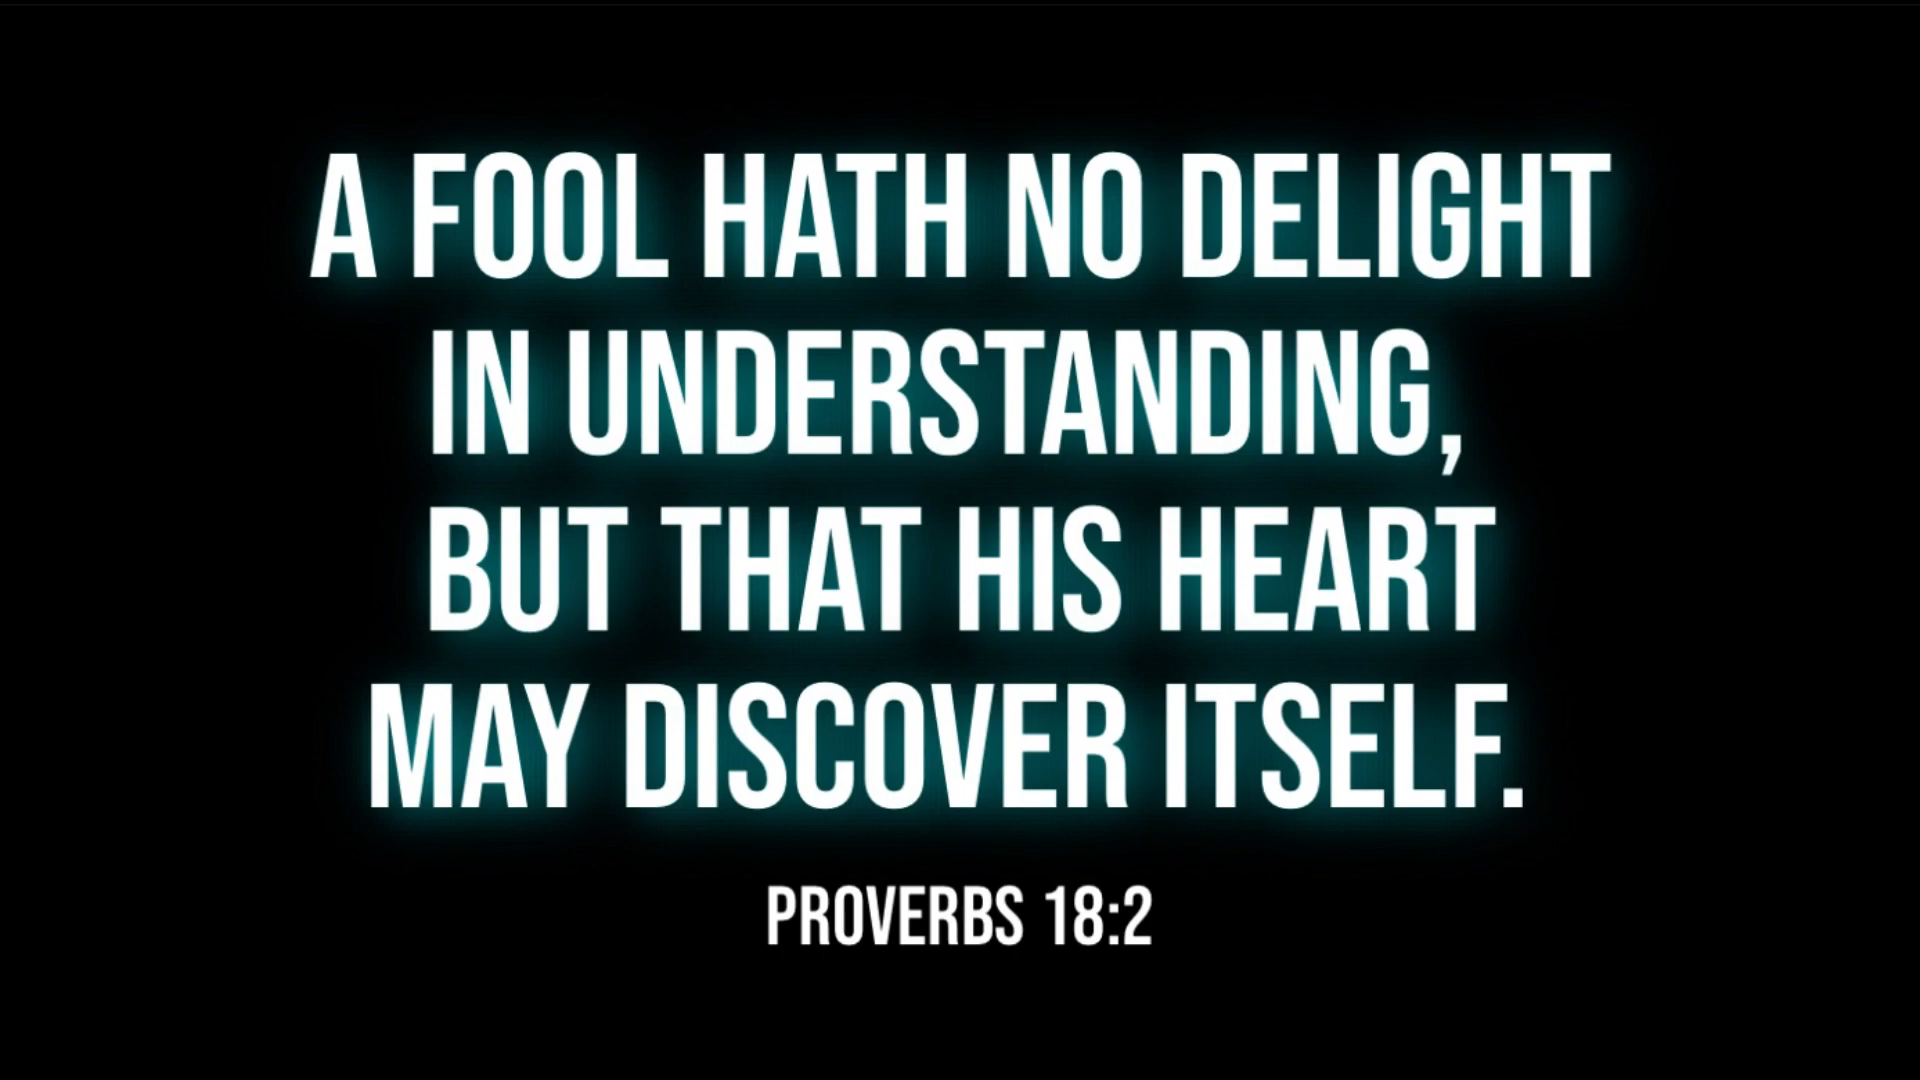 A FOOL HATH NO DELIGHT
IN UNDERSTANDING,
BUT THAT HIS HEART
MAY DISCOVER ITSELF.
PROVERBS 18:2